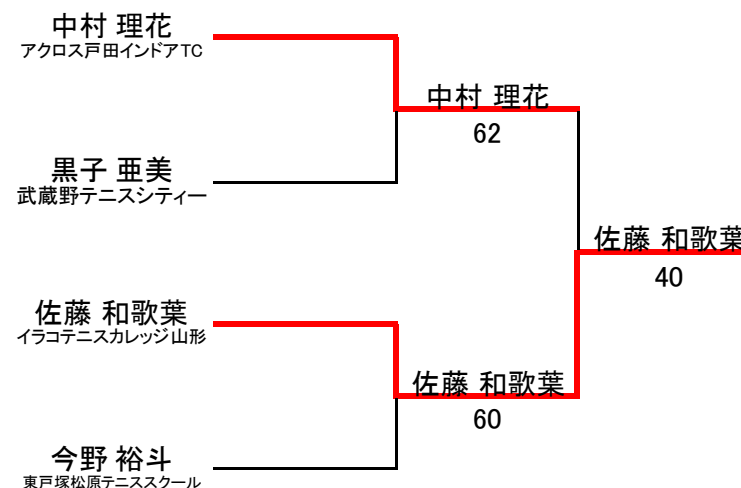 中村 理花
アクロス戸田インドアTC
中村 理花
62
黒子 亜美
武蔵野テニスシティー
佐藤 和歌葉
40
佐藤 和歌葉
イラコテニスカレッジ山形
佐藤 和歌葉
60
今野 裕斗
東戸塚松原テニススクール